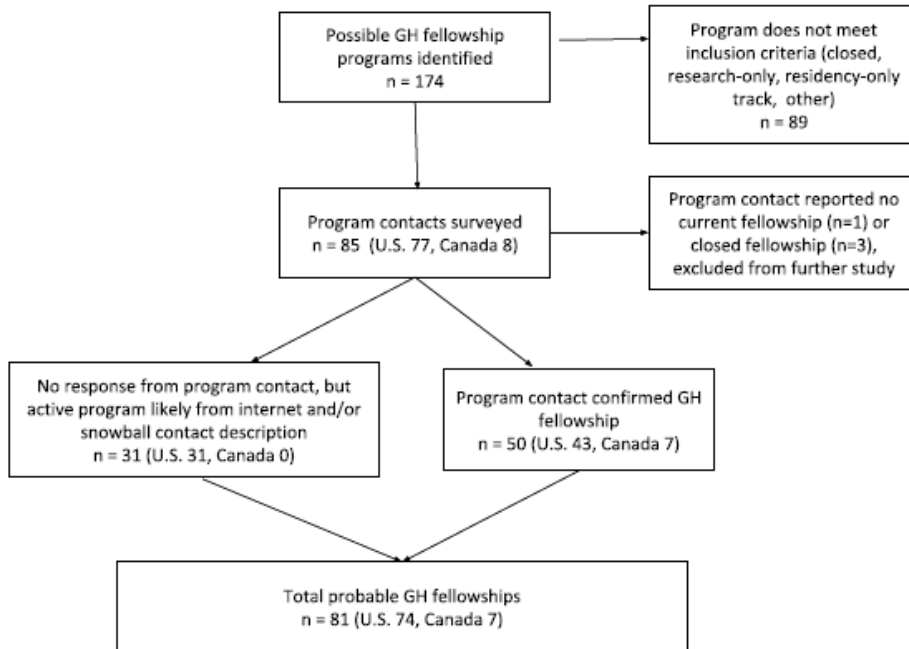 Possible GH fellowship
programs identified
n = 174
Program does not meet
inclusion criteria (closed,
research-only, residency-only
track, other)
n = 89
Program contacts surveyed
n = 85 (U.S. 77, Canada 8)
Program contact reported no
current fellowship (n=1) or
closed fellowship (n=3),
excluded from further study
No response from program contact, but
active program likely from internet and/or
snowball contact description
n = 31 (U.S. 31, Canada 0)
Program contact confirmed GH
fellowship
n = 50 (U.S. 43, Canada 7)
Total probable GH fellowships
n = 81 (U.S. 74, Canada 7)